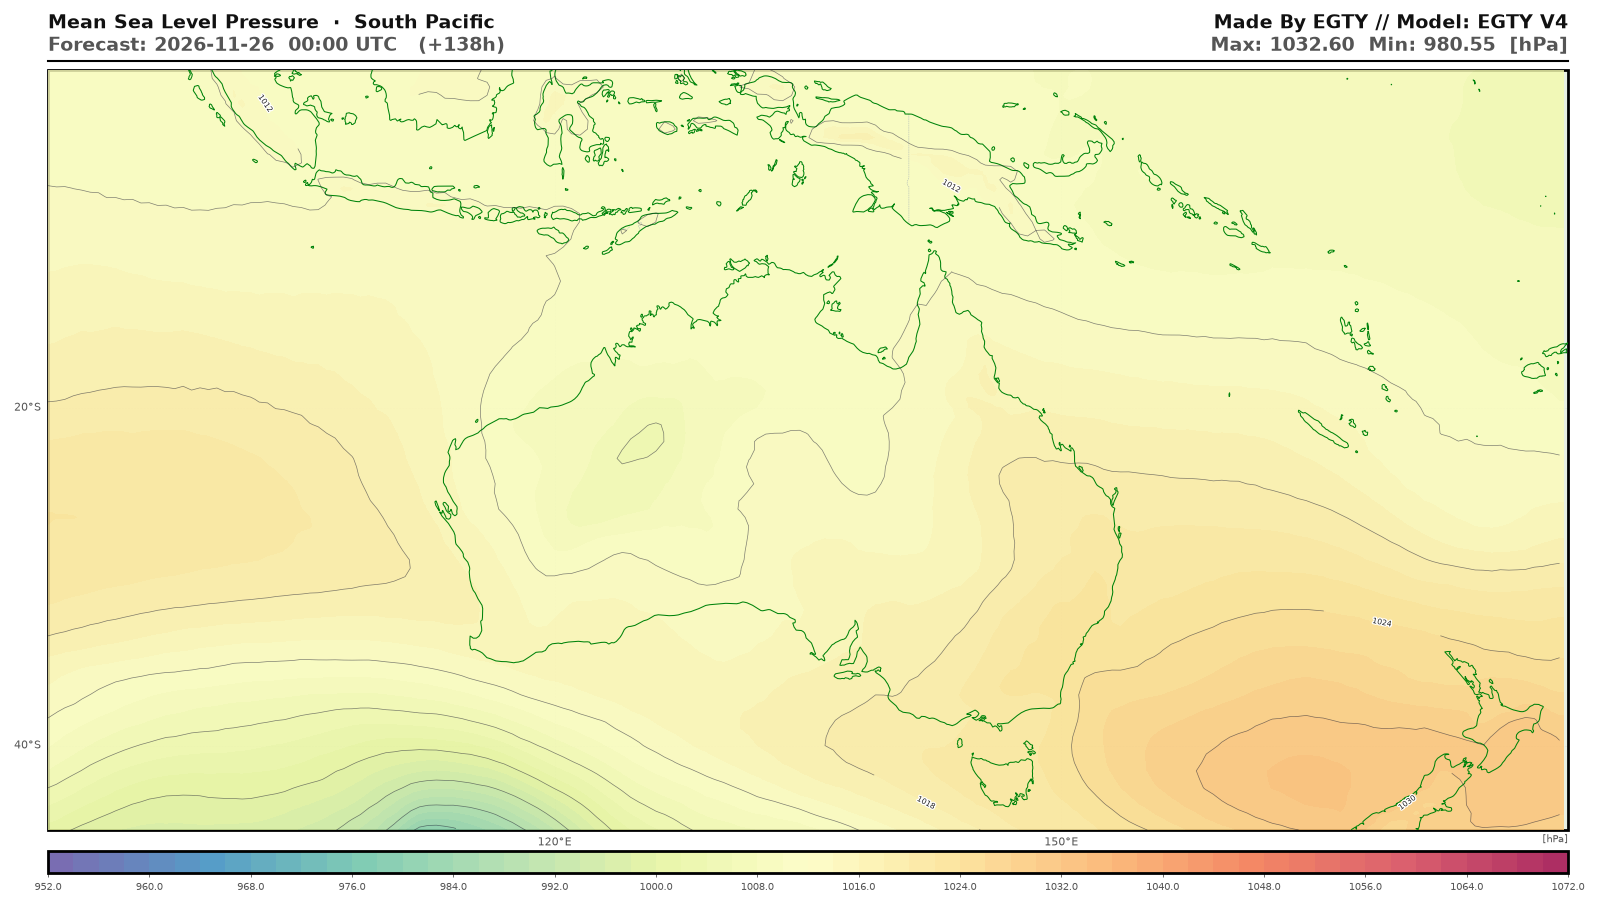 Mean Sea Level Pressure · South Pacific
Made By EGTY // Model: EGTY V4
Forecast: 2026-11-26 00:00 UTC (+138h)
Max: 1032.60 Min: 980.55 [hPa]
1012
1012
20°S
1024
40°S
1018
1030
120°E
150°E
[hPa]
952.0 960.0 968.0 976.0 984.0 992.0 1000.0 1008.0 1016.0 1024.0 1032.0 1040.0 1048.0 1056.0 1064.0 1072.0